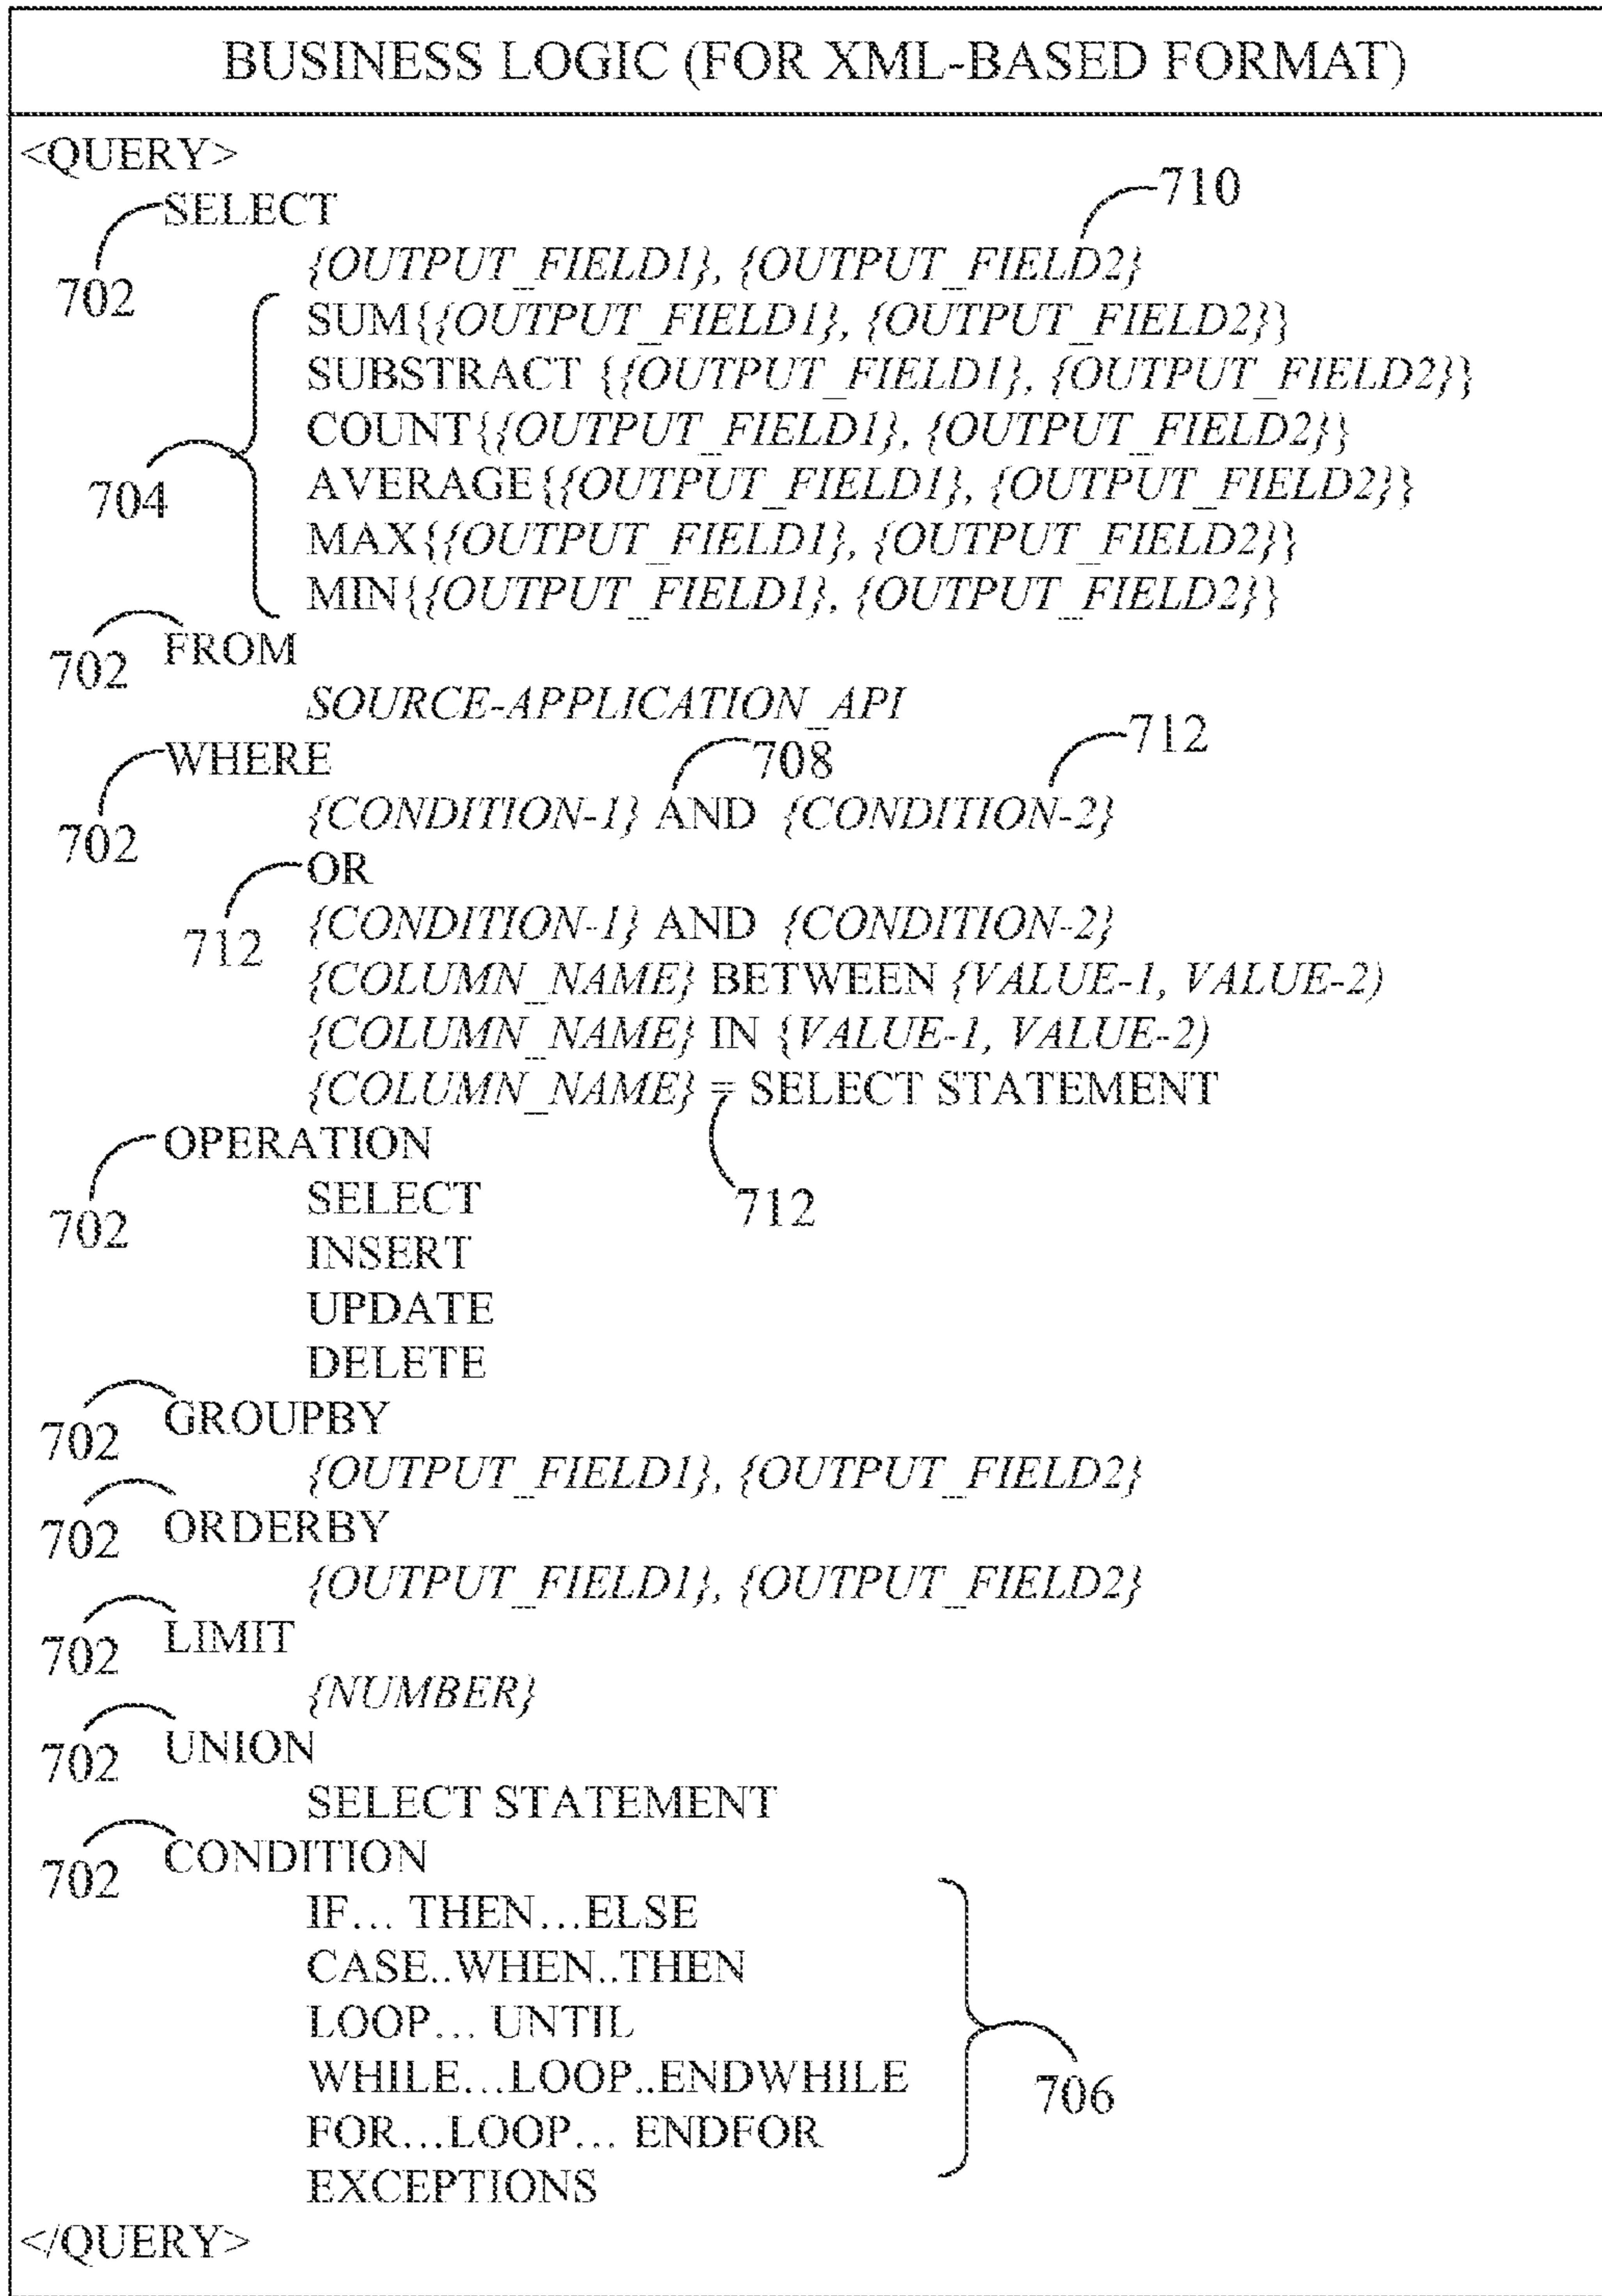 BUSINESS LOGIC (FOR XML-BASED FORMAT)
<QUERY>
710
SELECT
{OUTPUT_FIELD1}, {OUTPUT_FIELD2}
702
SUM{{OUTPUT_FIELD1}, {OUTPUT_FIELD2}}
SUBSTRACT {{OUTPUT_FIELD1}, {OUTPUT_FIELD2}}
COUNT{{OUTPUT_FIELD1}, {OUTPUT_FIELD2}}
704
AVERAGE{{OUTPUT_FIELD1}, {OUTPUT_FIELD2}}
MAX{{OUTPUT_FIELD1}, {OUTPUT_FIELD2}}
MIN{{OUTPUT_FIELD1}, {OUTPUT_FIELD2}}
702 FROM
SOURCE-APPLICATION_API
WHERE 708 712
702 {CONDITION-1} AND {CONDITION-2}
OR
712 {CONDITION-1} AND {CONDITION-2}
{COLUMN_NAME} BETWEEN {VALUE-1, VALUE-2)
{COLUMN_NAME} IN {VALUE-1, VALUE-2)
{COLUMN_NAME} = SELECT STATEMENT
OPERATION
702 SELECT 712
INSERT
UPDATE
DELETE
702 GROUPBY
{OUTPUT_FIELD1}, {OUTPUT_FIELD2}
702 ORDERBY
{OUTPUT_FIELD1}, {OUTPUT_FIELD2}
702 LIMIT
{NUMBER}
702 UNION
SELECT STATEMENT
702 CONDITION
IF... THEN...ELSE
CASE..WHEN..THEN
LOOP... UNTIL
WHILE...LOOP..ENDWHILE 706
FOR...LOOP... ENDFOR
EXCEPTIONS
</QUERY>